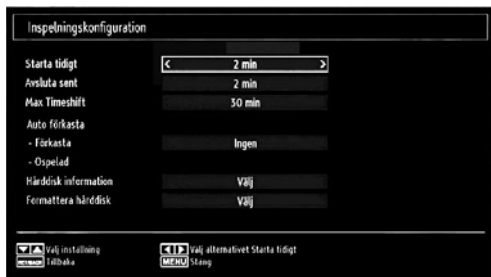 Inspelningskonfiguration
Starta tidigt < 2 min >
Avsluta sent 2 min
Max Timeshift 30 min
Auto förkasta
- Förkasta Ingen
- Ospelad
Hårddisk information Välj
Formattera hårddisk Välj
Välj inställning Välj alternativet Starta tidigt
Tillbaka MENU Stäng